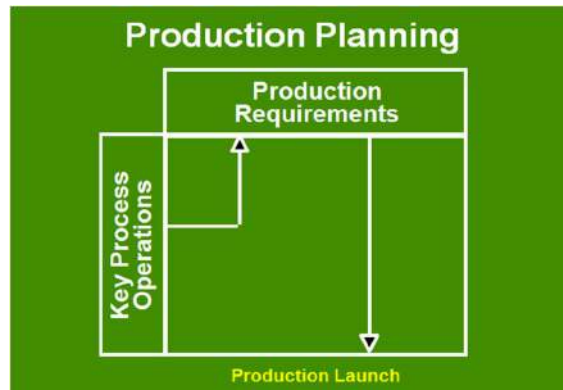 Production Planning
Production
Requirements
Key Process
Operations
Production Launch